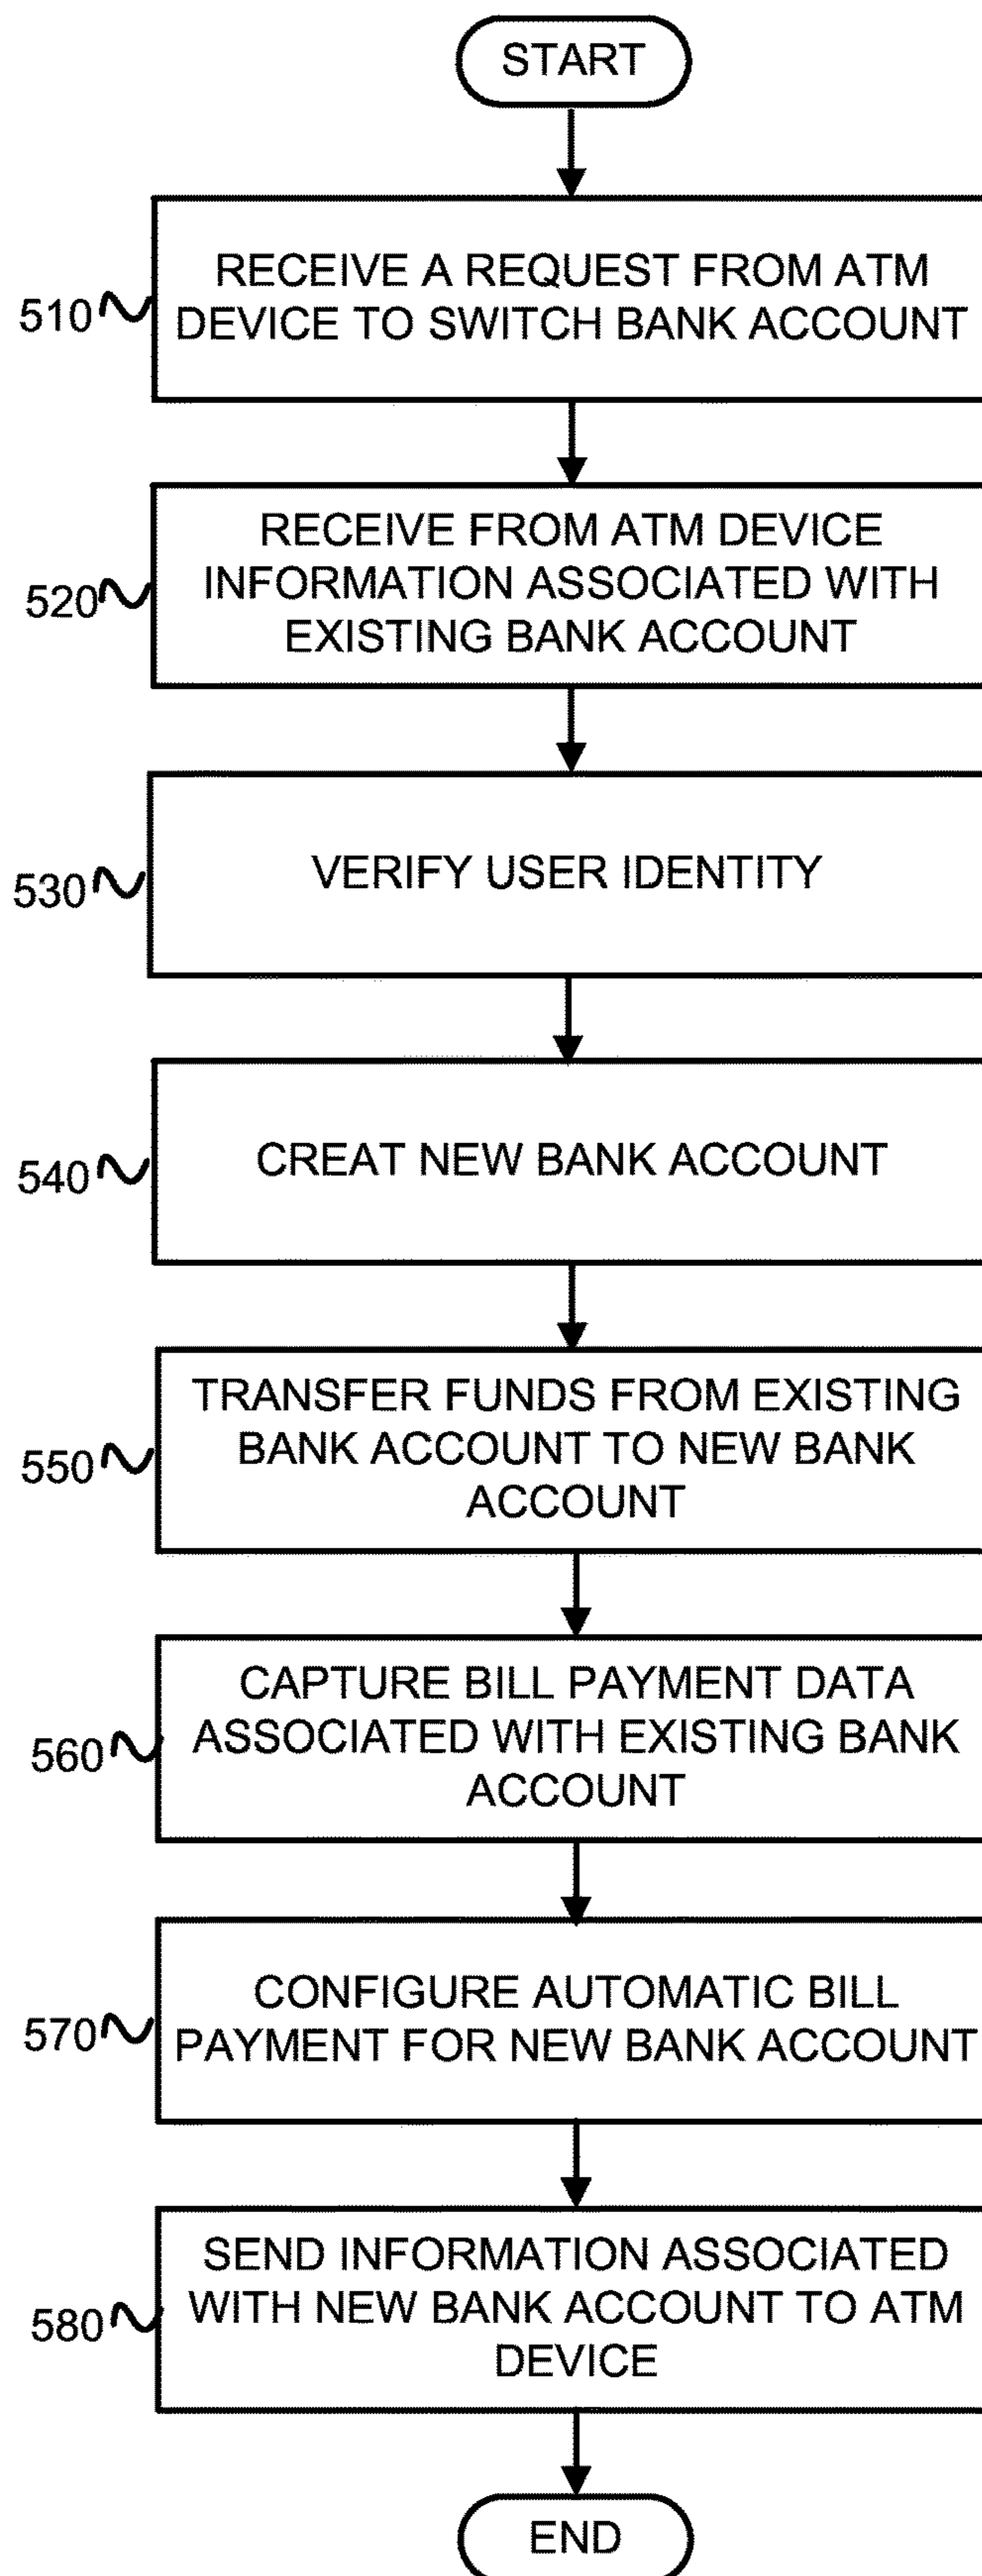 START
RECEIVE A REQUEST FROM ATM
DEVICE TO SWITCH BANK ACCOUNT
510
RECEIVE FROM ATM DEVICE
INFORMATION ASSOCIATED WITH
EXISTING BANK ACCOUNT
520
VERIFY USER IDENTITY
530
CREAT NEW BANK ACCOUNT
540
TRANSFER FUNDS FROM EXISTING
BANK ACCOUNT TO NEW BANK
ACCOUNT
550
CAPTURE BILL PAYMENT DATA
ASSOCIATED WITH EXISTING BANK
ACCOUNT
560
CONFIGURE AUTOMATIC BILL
PAYMENT FOR NEW BANK ACCOUNT
570
SEND INFORMATION ASSOCIATED
WITH NEW BANK ACCOUNT TO ATM
DEVICE
580
END